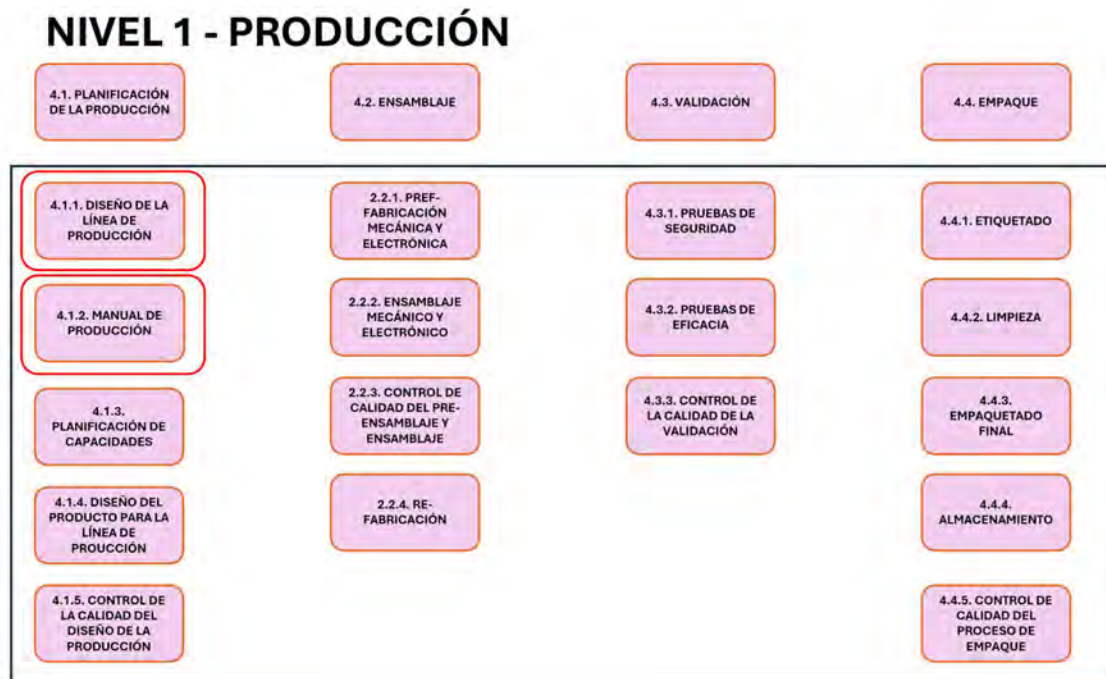 NIVEL 1 - PRODUCCIÓN
4.1. PLANIFICACIÓN
DE LA PRODUCCIÓN
4.2. ENSAMBLAJE
4.3. VALIDACIÓN
4.4. EMPAQUE
4.1.1. DISEÑO DE LA
LÍNEA DE
PRODUCCIÓN
2.2.1. PREF-
FABRICACIÓN
MECÁNICA Y
ELECTRÓNICA
4.3.1. PRUEBAS DE
SEGURIDAD
4.4.1. ETIQUETADO
4.1.2. MANUAL DE
PRODUCCIÓN
2.2.2. ENSAMBLAJE
MECÁNICO Y
ELECTRÓNICO
4.3.2. PRUEBAS DE
EFICACIA
4.4.2. LIMPIEZA
4.1.3.
PLANIFICACIÓN DE
CAPACIDADES
2.2.3. CONTROL DE
CALIDAD DEL PRE-
ENSAMBLAJE Y
ENSAMBLAJE
4.3.3. CONTROL DE
LA CALIDAD DE LA
VALIDACIÓN
4.4.3.
EMPAQUETADO
FINAL
4.1.4. DISEÑO DEL
PRODUCTO PARA LA
LÍNEA DE
PROUCCIÓN
2.2.4. RE-
FABRICACIÓN
4.4.4.
ALMACENAMIENTO
4.1.5. CONTROL DE
LA CALIDAD DEL
DISEÑO DE LA
PRODUCCIÓN
4.4.5. CONTROL DE
CALIDAD DEL
PROCESO DE
EMPAQUE